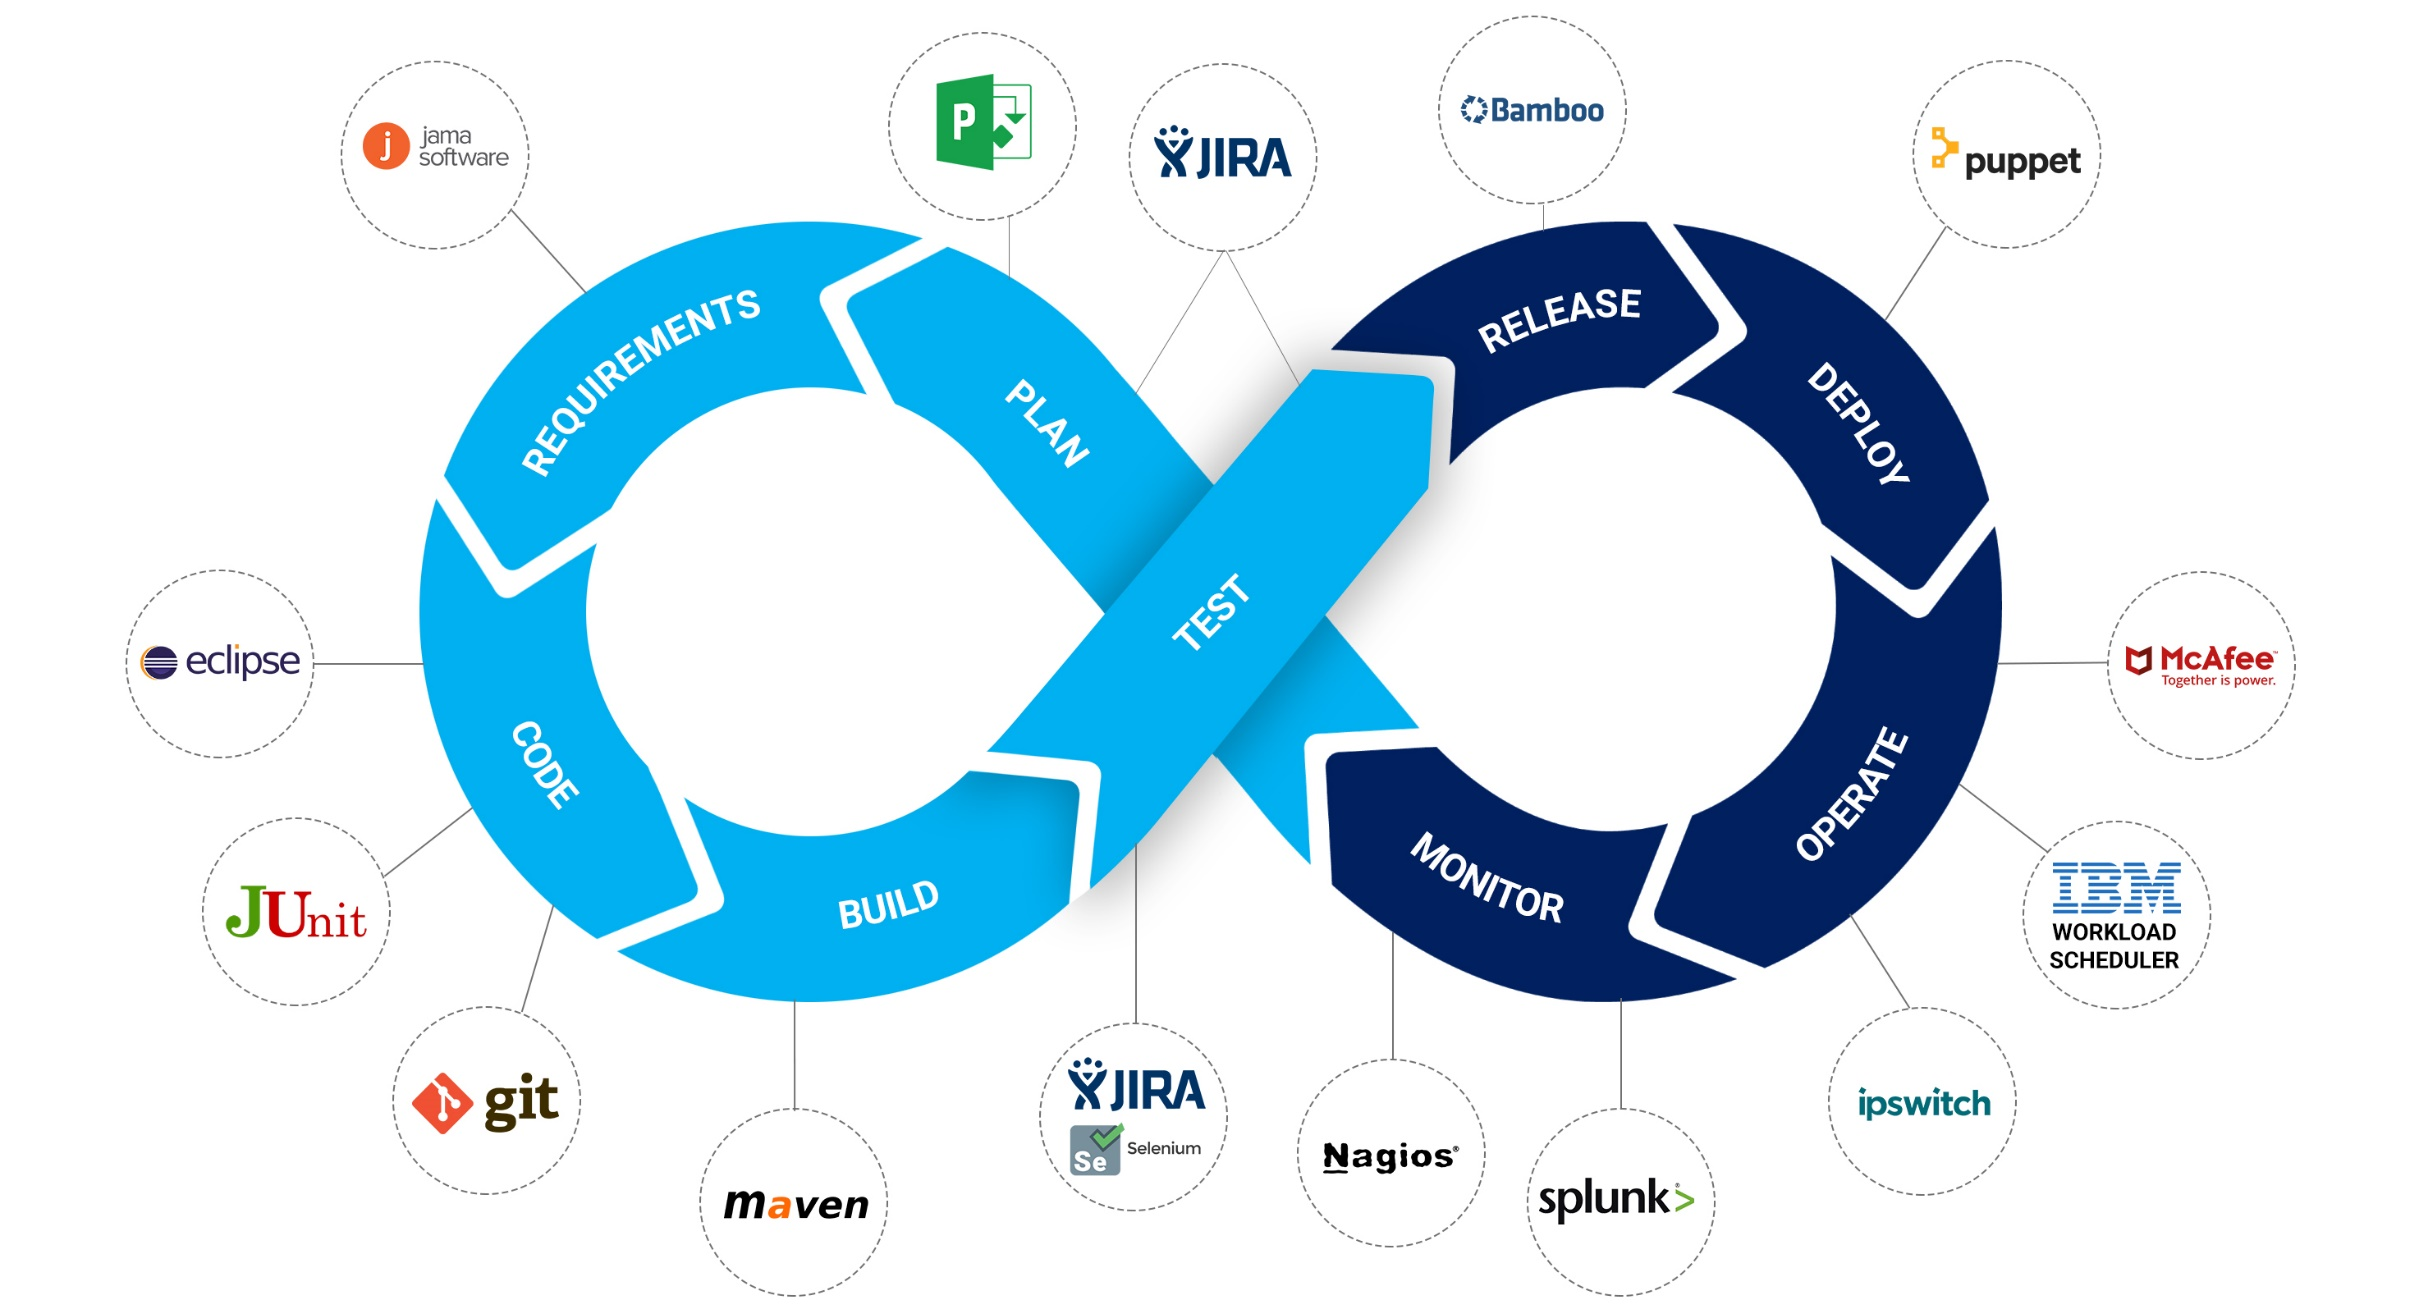 jama
software
P
JIRA
Bamboo
puppet
REQUIREMENTS
PLAN
RELEASE
DEPLOY
TEST
eclipse
McAfee™
Together is power.
CODE
OPERATE
BUILD
MONITOR
JUnit
IBM
WORKLOAD
SCHEDULER
git
JIRA
Se Selenium
Nagios®
ipswitch
maven
splunk®>